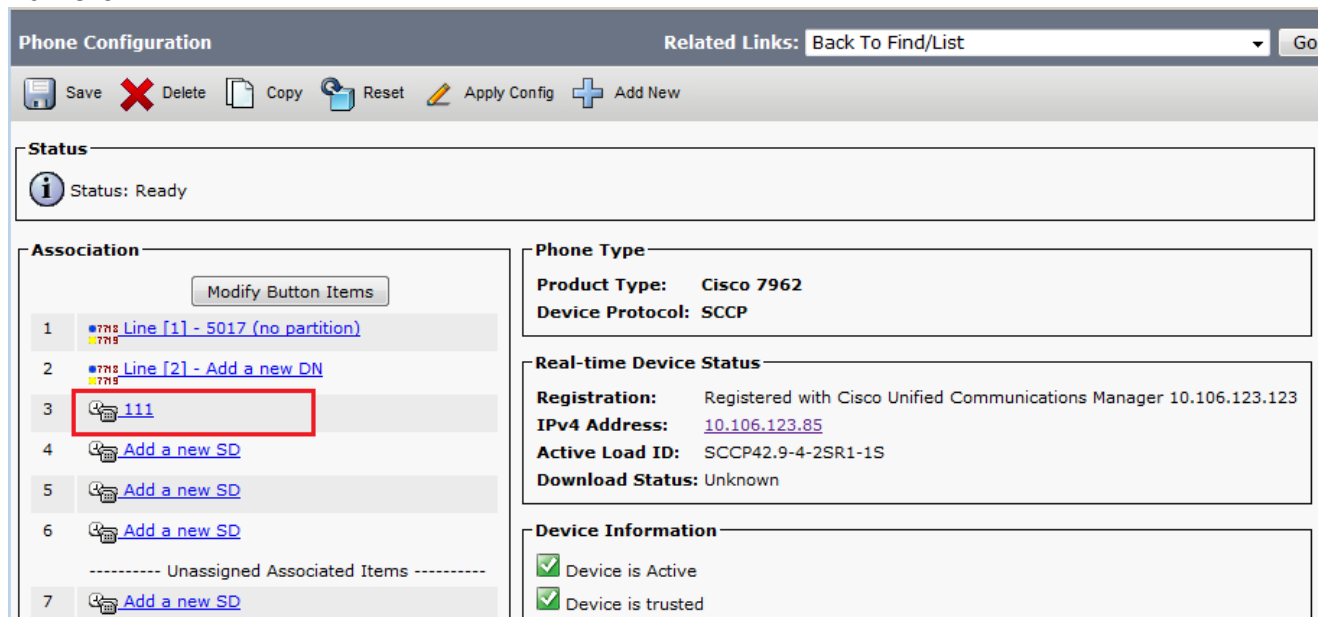 Phone Configuration
Related Links: Back To Find/List
Go
Save
Delete
Copy
Reset
Apply Config
Add New
Status
Status: Ready
Association
Modify Button Items
1 Line [1] - 5017 (no partition)
2 Line [2] - Add a new DN
3 111
4 Add a new SD
5 Add a new SD
6 Add a new SD
---------- Unassigned Associated Items ----------
7 Add a new SD
Phone Type
Product Type: Cisco 7962
Device Protocol: SCCP
Real-time Device Status
Registration: Registered with Cisco Unified Communications Manager 10.106.123.123
IPv4 Address: 10.106.123.85
Active Load ID: SCCP42.9-4-2SR1-1S
Download Status: Unknown
Device Information
Device is Active
Device is trusted